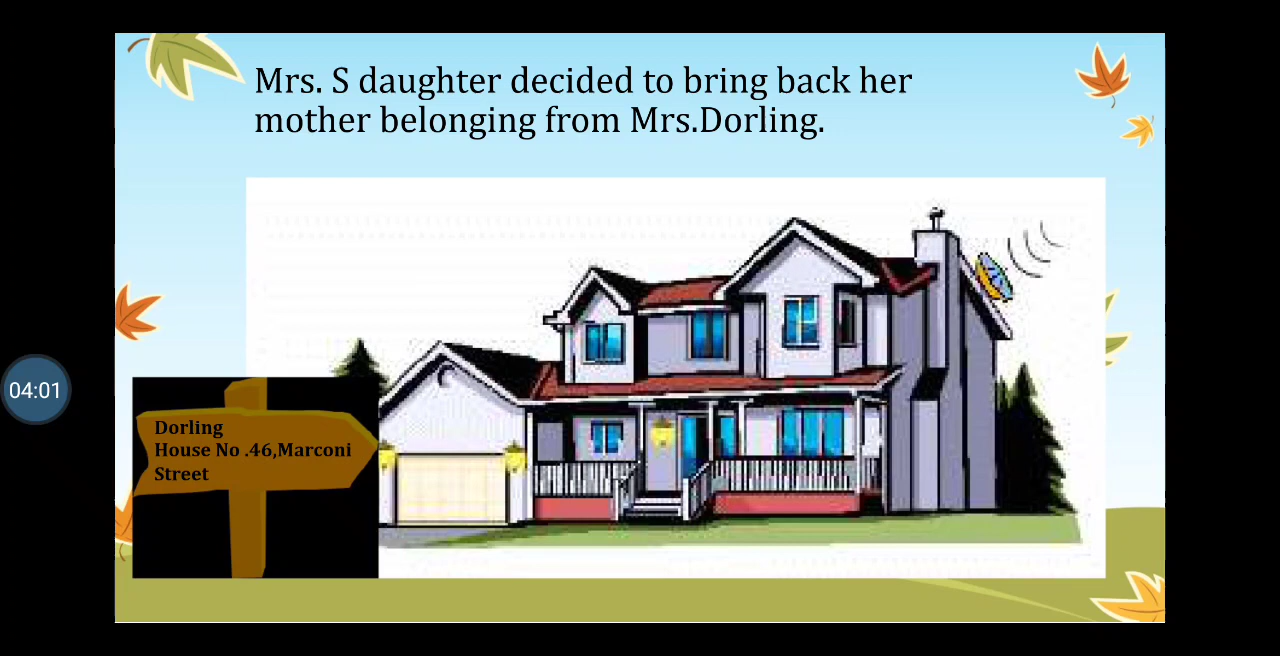 Mrs. S daughter decided to bring back her
mother belonging from Mrs.Dorling.
04:01
Dorling
House No .46,Marconi
Street